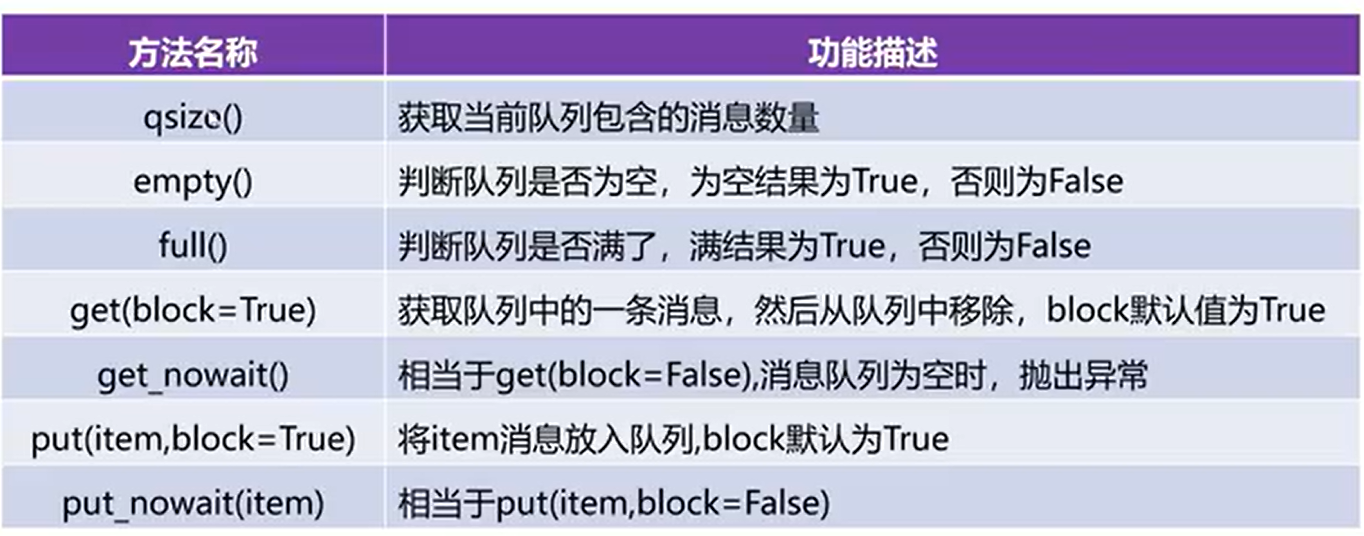 方法名称 功能描述
qsize() 获取当前队列包含的消息数量
empty() 判断队列是否为空，为空结果为True，否则为False
full() 判断队列是否满了，满结果为True，否则为False
get(block=True) 获取队列中的一条消息，然后从队列中移除，block默认值为True
get_nowait() 相当于get(block=False),消息队列为空时，抛出异常
put(item,block=True) 将item消息放入队列,block默认为True
put_nowait(item) 相当于put(item,block=False)